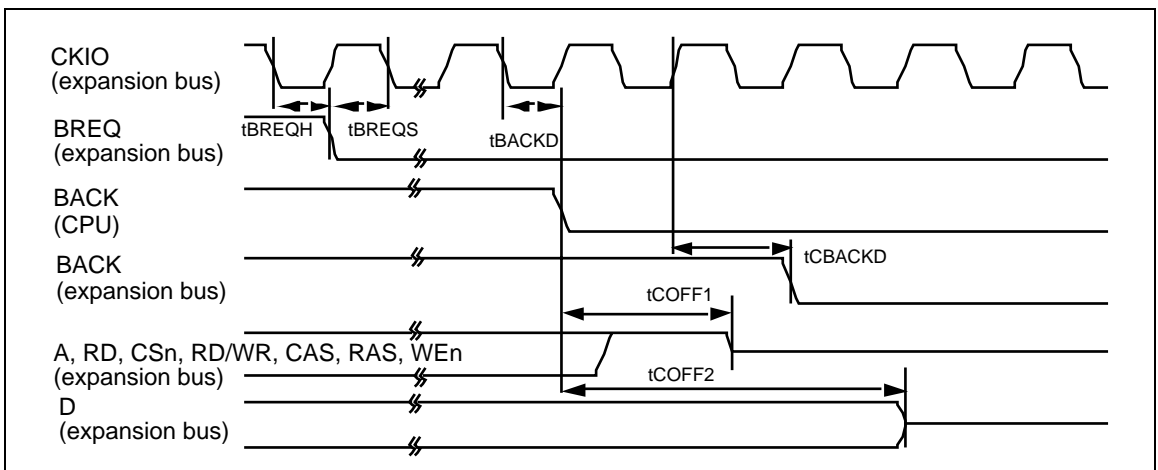 CKIO
(expansion bus)
BREQ
(expansion bus)
tBREQH
tBREQS
tBACKD
BACK
(CPU)
BACK
(expansion bus)
tCBACKD
tCOFF1
A, RD, CSn, RD/WR, CAS, RAS, WEn
(expansion bus)
tCOFF2
D
(expansion bus)